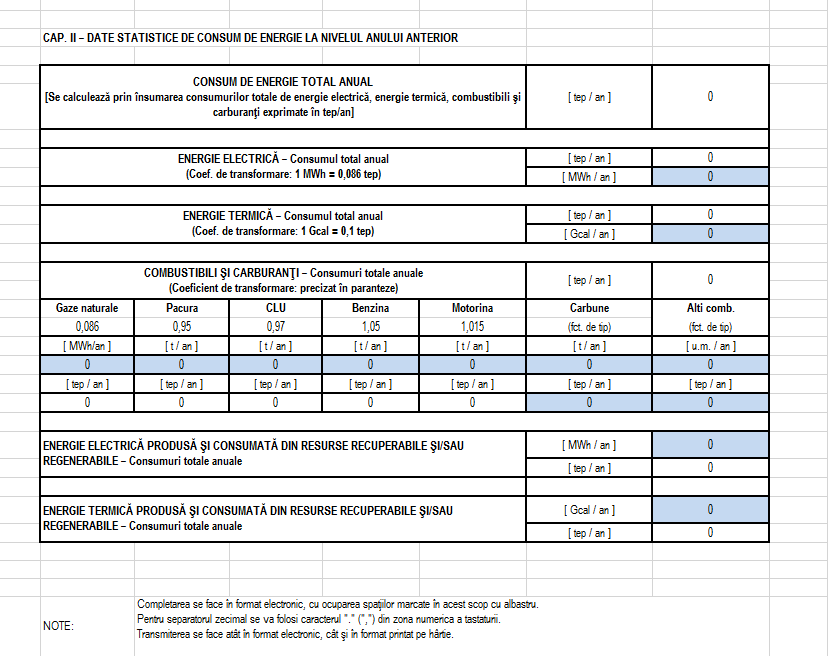 CAP. II – DATE STATISTICE DE CONSUM DE ENERGIE LA NIVELUL ANULUI ANTERIOR
CONSUM DE ENERGIE TOTAL ANUAL
[Se calculează prin însumarea consumurilor totale de energie electrică, energie termică, combustibili şi
carburanţi exprimate în tep/an]
[ tep / an ]
0
ENERGIE ELECTRICĂ – Consumul total anual
(Coef. de transformare: 1 MWh = 0,086 tep)
[ tep / an ] 0
[ MWh / an ] 0
ENERGIE TERMICĂ – Consumul total anual
(Coef. de transformare: 1 Gcal = 0,1 tep)
[ tep / an ] 0
[ Gcal / an ] 0
COMBUSTIBILI ŞI CARBURANŢI – Consumuri totale anuale
(Coeficient de transformare: precizat în paranteze)
[ tep / an ] 0
Gaze naturale Pacura CLU Benzina Motorina Carbune Alti comb.
0,086 0,95 0,97 1,05 1,015 (fct. de tip) (fct. de tip)
[ MWh/an ] [ t / an ] [ t / an ] [ t / an ] [ t / an ] [ t / an ] [ u.m. / an ]
0 0 0 0 0 0 0
[ tep / an ] [ tep / an ] [ tep / an ] [ tep / an ] [ tep / an ] [ tep / an ] [ tep / an ]
0 0 0 0 0 0 0
ENERGIE ELECTRICĂ PRODUSĂ ŞI CONSUMATĂ DIN RESURSE RECUPERABILE ŞI/SAU
REGENERABILE – Consumuri totale anuale
[ MWh / an ] 0
[ tep / an ] 0
ENERGIE TERMICĂ PRODUSĂ ŞI CONSUMATĂ DIN RESURSE RECUPERABILE ŞI/SAU
REGENERABILE – Consumuri totale anuale
[ Gcal / an ] 0
[ tep / an ] 0
NOTE:
Completarea se face în format electronic, cu ocuparea spaţiilor marcate în acest scop cu albastru.
Pentru separatorul zecimal se va folosi caracterul "." (",") din zona numerica a tastaturii.
Transmiterea se face atât în format electronic, cât şi în format printat pe hârtie.